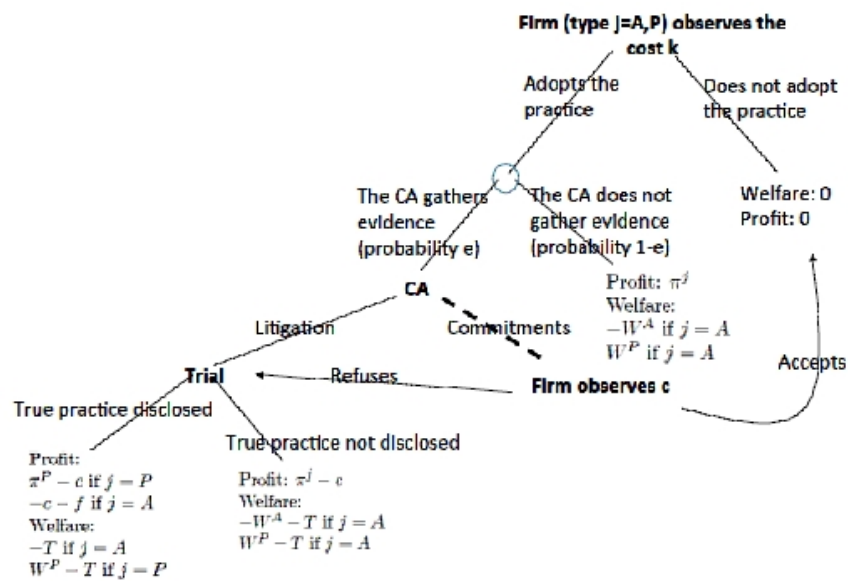 Firm (type j=A,P) observes the
cost k
Adopts the
practice
Does not adopt
the practice
The CA gathers
evidence
(probability e)
The CA does not
gather evidence
(probability 1-e)
Welfare: 0
Profit: 0
CA
Profit: π^j
Welfare:
−W^A if j = A
W^P if j = A
Litigation
Commitments
Accepts
Trial
Refuses
Firm observes c
True practice disclosed
True practice not disclosed
Profit:
π^P − c if j = P
−c − f if j = A
Welfare:
−T if j = A
W^P − T if j = P
Profit: π^j − c
Welfare:
−W^A − T if j = A
W^P − T if j = A